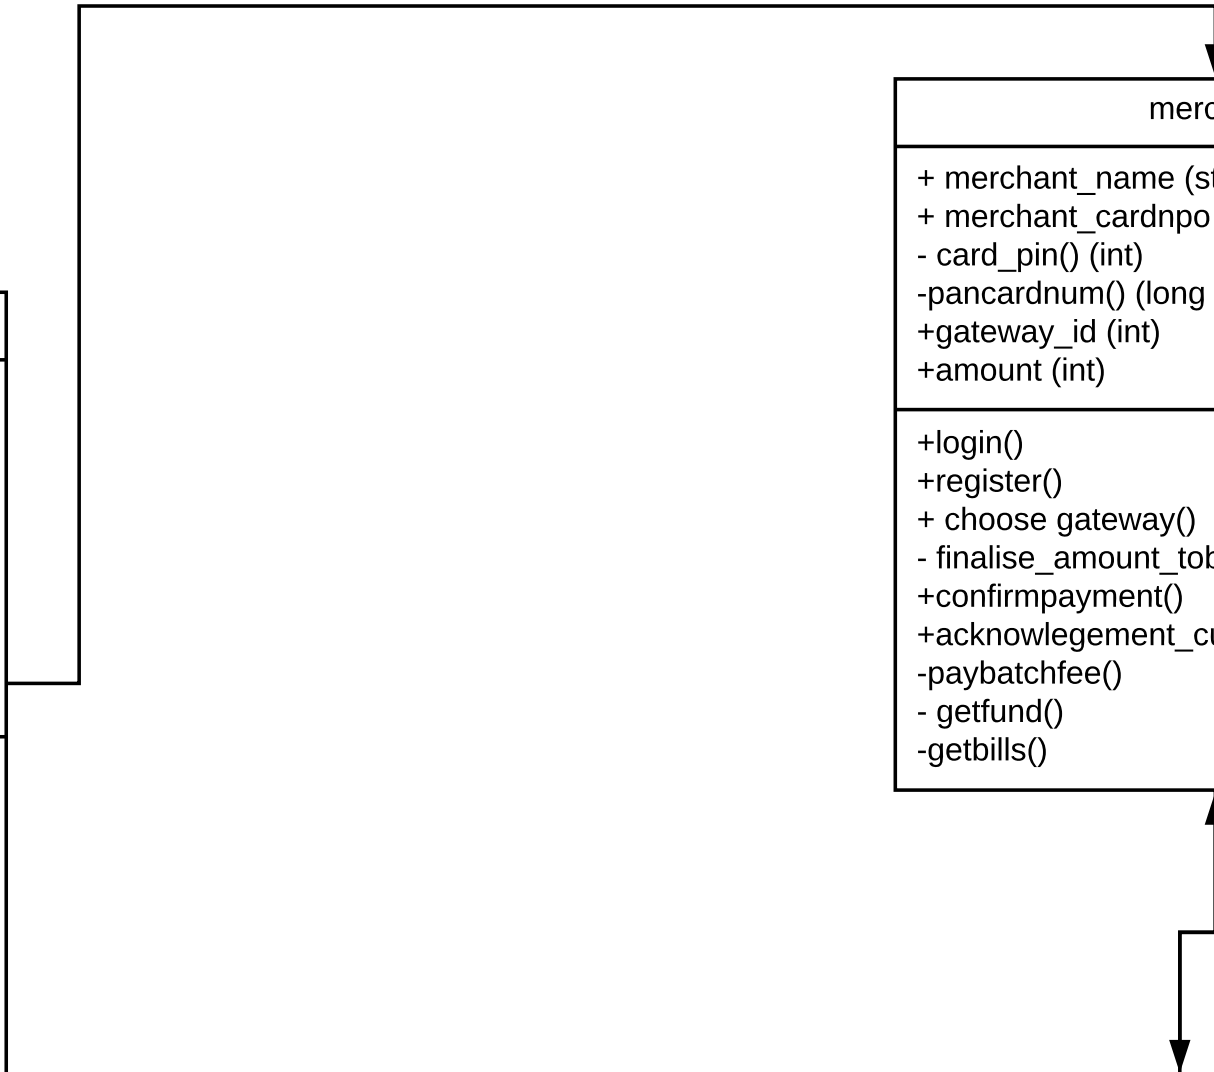 merc
+ merchant_name (st
+ merchant_cardnpo
- card_pin() (int)
-pancardnum() (long
+gateway_id (int)
+amount (int)
+login()
+register()
+ choose gateway()
- finalise_amount_tob
+confirmpayment()
+acknowlegement_cu
-paybatchfee()
- getfund()
-getbills()